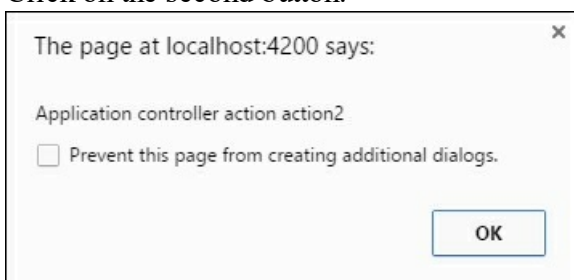 Click on the second button.
The page at localhost:4200 says:
Application controller action action2
Prevent this page from creating additional dialogs.
OK